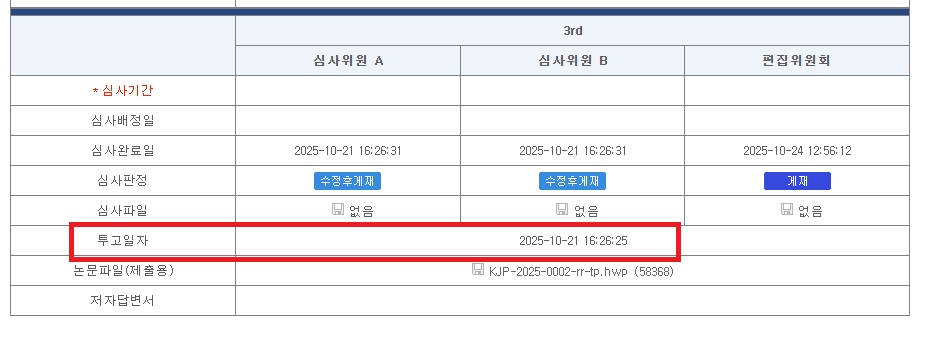 3rd
심사위원 A 심사위원 B 편집위원회
* 심사기간
심사배정일
심사완료일 2025-10-21 16:26:31 2025-10-21 16:26:31 2025-10-24 12:56:12
심사판정 수정후게재 수정후게재 게재
심사파일 없음 없음 없음
투고일자 2025-10-21 16:26:25
논문파일(제출용) KJP-2025-0002-rr-tp.hwp (58368)
저자답변서